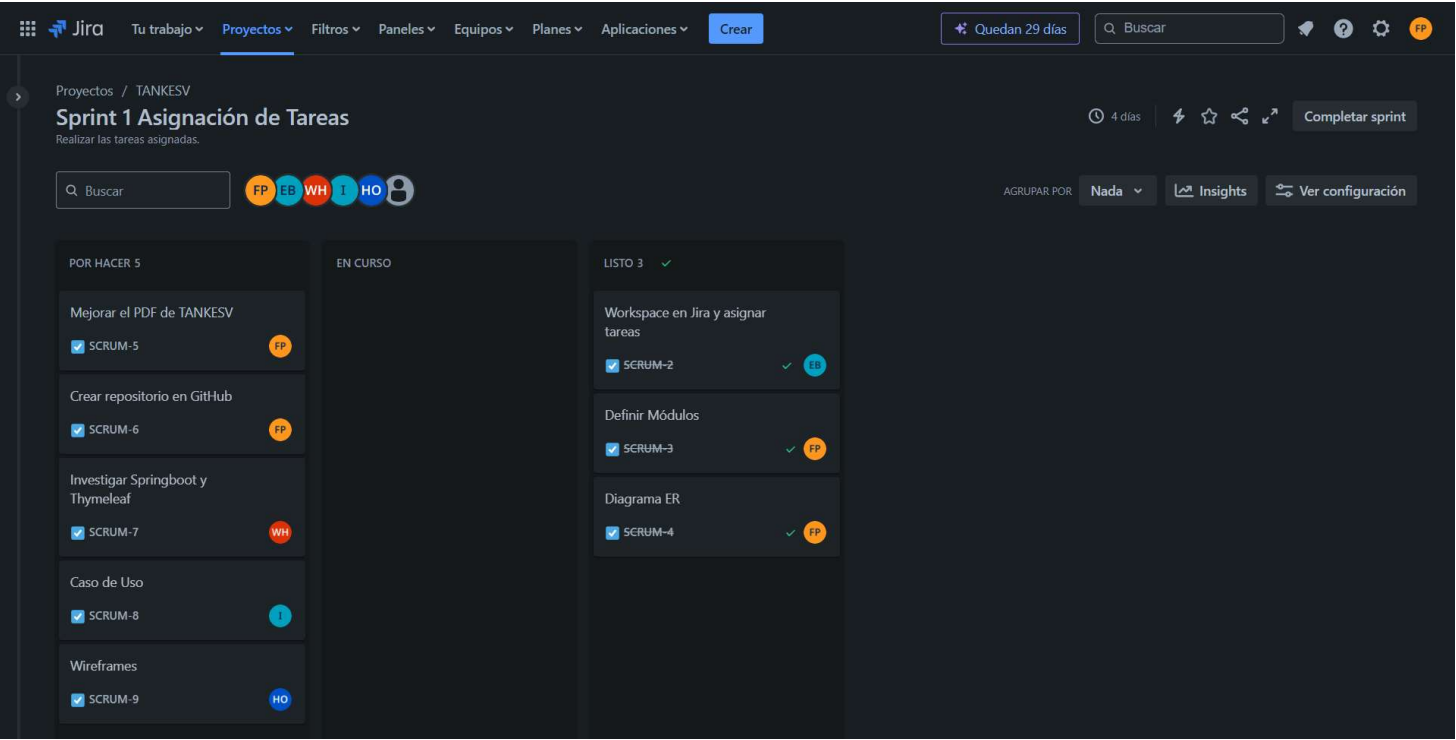 Jira Tu trabajo Proyectos Filtros Paneles Equipos Planes Aplicaciones Crear Quedan 29 días Buscar FP
Proyectos / TANKESV
Sprint 1 Asignación de Tareas
4 días Completar sprint
Realizar las tareas asignadas.
Buscar FP EB WH I HO AGRUPAR POR Nada Insights Ver configuración
POR HACER 5
Mejorar el PDF de TANKESV
SCRUM-5 FP
Crear repositorio en GitHub
SCRUM-6 FP
Investigar Springboot y
Thymeleaf
SCRUM-7 WH
Caso de Uso
SCRUM-8 I
Wireframes
SCRUM-9 HO
EN CURSO
LISTO 3
Workspace en Jira y asignar
tareas
SCRUM-2 EB
Definir Módulos
SCRUM-3 FP
Diagrama ER
SCRUM-4 FP